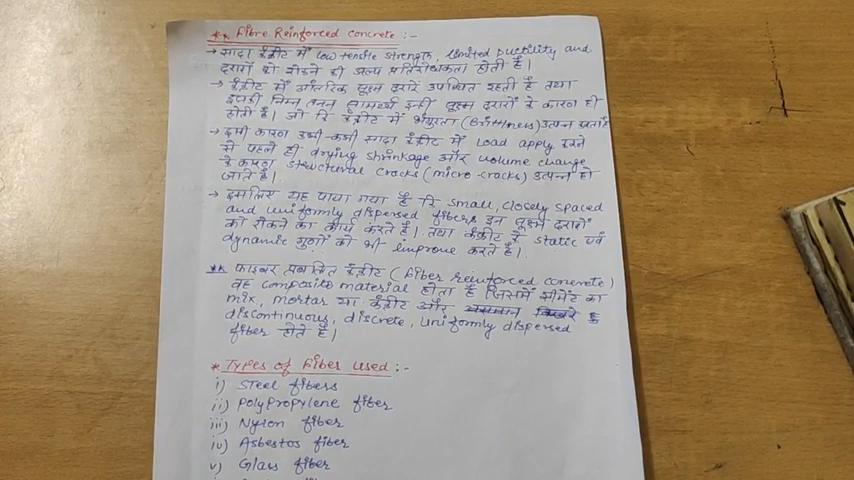 ** Fibre Reinforced concrete :-
→ सादा कंक्रीट में low tensile strength, limited Ductility and
दरारों को रोकने की अल्प प्रतिरोधकता होती है।
→ कंक्रीट में आंतरिक सूक्ष्म दरारें उपस्थित रहती हैं तथा
इसकी निम्न तनन सामर्थ्य इन्हीं सूक्ष्म दरारों के कारण ही
होती है। जो कि कंक्रीट में भंगुरता (Brittness) उत्पन्न
→ इसी कारण कभी-कभी सादा कंक्रीट में Load apply करने
से पहले ही drying shrinkage और volume change
के कारण structural cracks (micro-cracks) उत्पन्न हो
जाते हैं।
→ इसलिए यह पाया गया है कि small, closely spaced
and uniformly dispersed fibers इन सूक्ष्म दरारों
को रोकने का कार्य करते हैं। तथा कंक्रीट के static एवं
dynamic गुणों को भी improve करते हैं।
** फाइबर प्रबलित कंक्रीट (fiber reinforced concrete)
वह composite material होता है जिसमें सीमेंट का
mix, mortar या कंक्रीट और
discontinuous, discrete, uniformly dispersed
fiber होते हैं।
* Types of fiber used :-
i) Steel fibers
ii) Polypropylene fiber
iii) Nylon fiber
iv) Asbestos fiber
v) Glass fiber